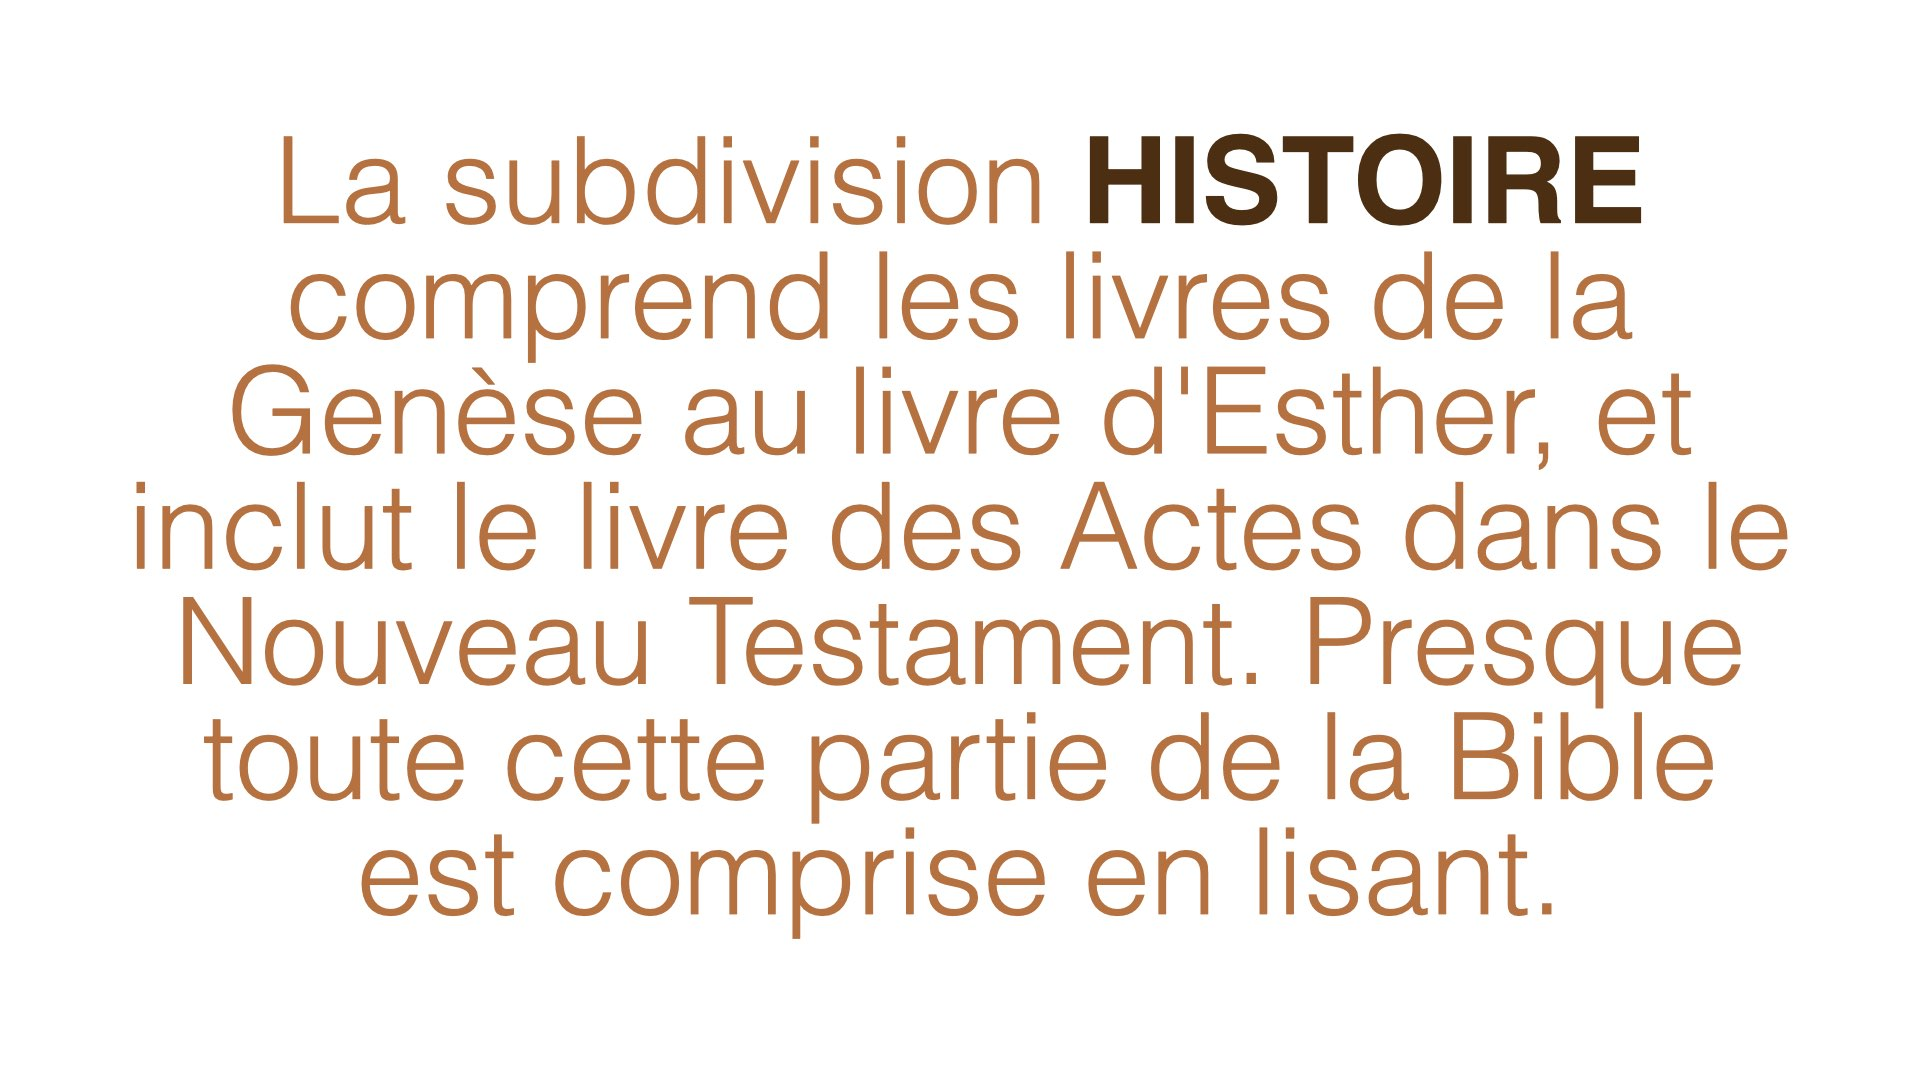 La subdivision HISTOIRE
comprend les livres de la
Genèse au livre d'Esther, et
inclut le livre des Actes dans le
Nouveau Testament. Presque
toute cette partie de la Bible
est comprise en lisant.